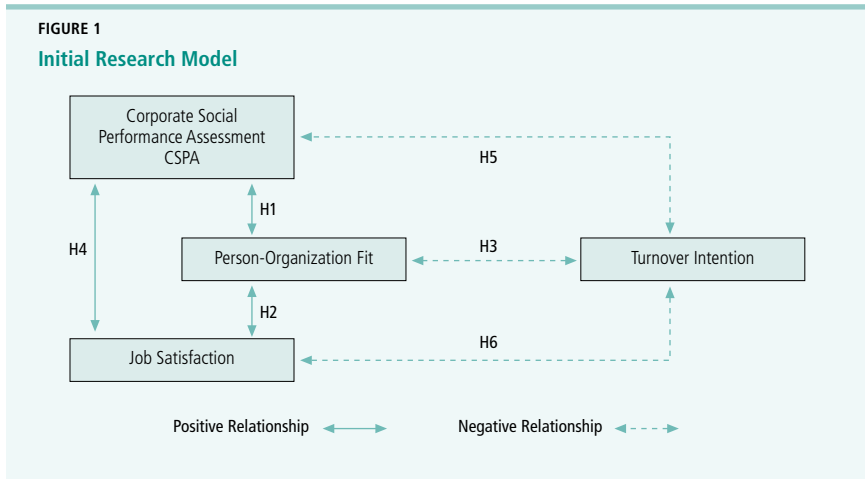 FIGURE 1
Initial Research Model
Corporate Social
Performance Assessment
CSPA
H5
H1
H4
Person-Organization Fit
H3
Turnover Intention
H2
Job Satisfaction
H6
Positive Relationship
Negative Relationship